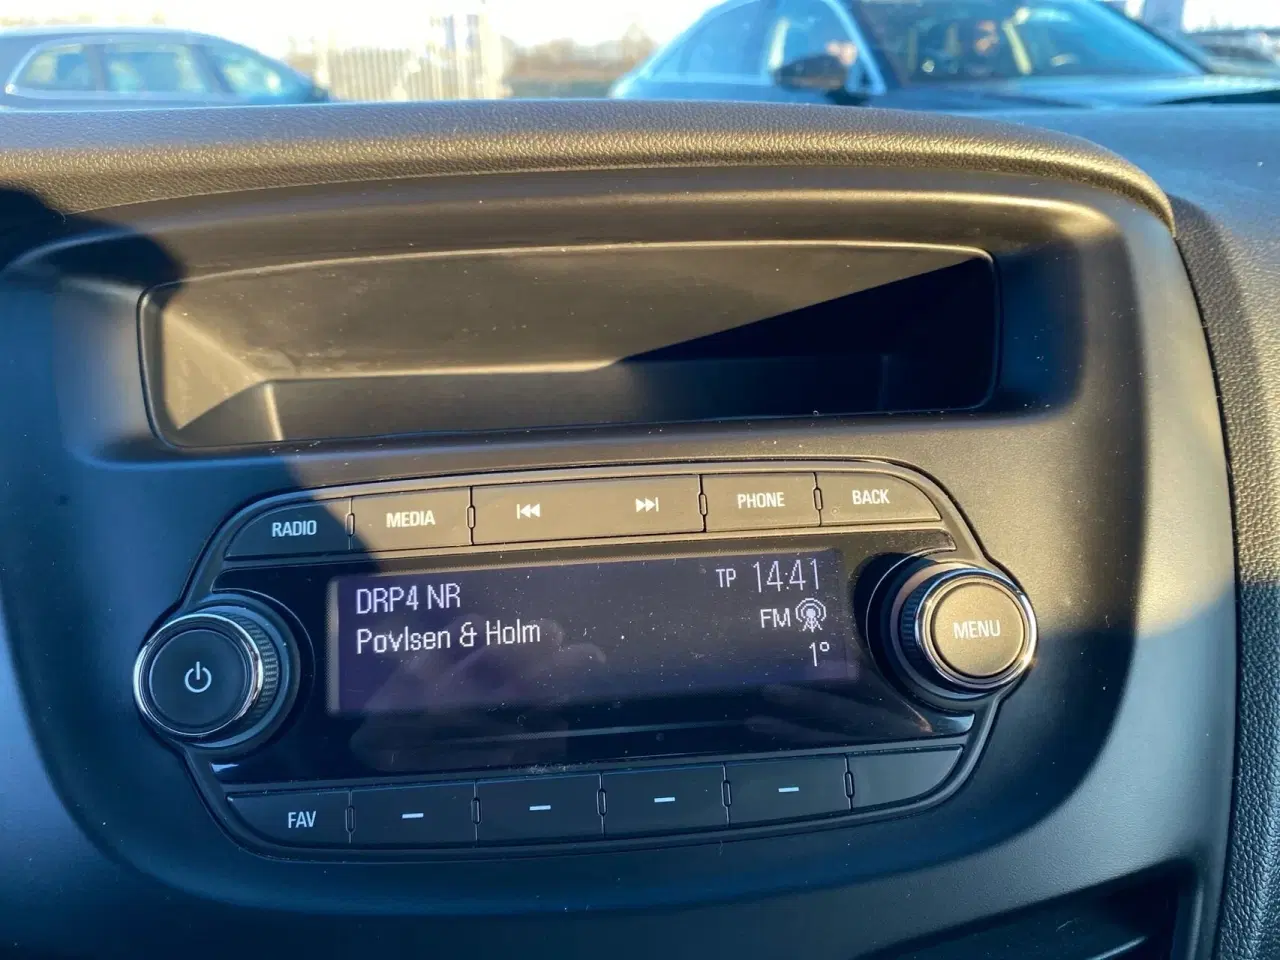 RADIO MEDIA PHONE BACK
DRP4 NR TP 14:41
Povlsen & Holm FM
1°
MENU
FAV